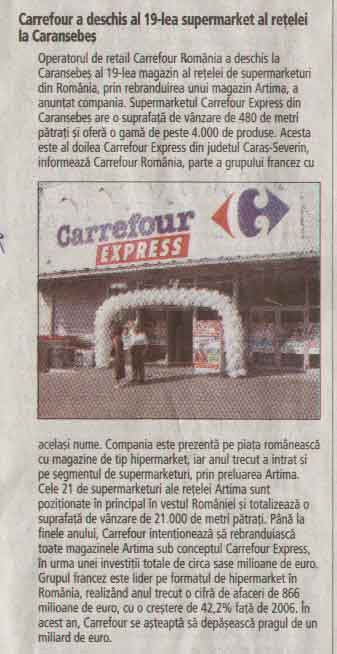 Carrefour a deschis al 19-lea supermarket al rețelei
la Caransebeș
Operatorul de retail Carrefour România a deschis la
Caransebeș al 19-lea magazin al rețelei de supermarketuri
din România, prin rebranduirea unui magazin Artima, a
anunțat compania. Supermarketul Carrefour Express din
Caransebeș are o suprafață de vânzare de 480 de metri
pătrați și oferă o gamă de peste 4.000 de produse. Acesta
este al doilea Carrefour Express din județul Caras-Severin,
informează Carrefour România, parte a grupului francez cu
Carrefour
EXPRESS
același nume. Compania este prezentă pe piața românească
cu magazine de tip hipermarket, iar anul trecut a intrat si
pe segmentul de supermarketuri, prin preluarea Artima.
Cele 21 de supermarketuri ale rețelei Artima sunt
poziționate in principal în vestul României și totalizează o
suprafată de vânzare de 21.000 de metri pătrați. Până la
finele anului, Carrefour intenționează să rebranduiască
toate magazinele Artima sub conceptul Carrefour Express,
în urma unei investiții totale de circa sase milioane de euro.
Grupul francez este lider pe formatul de hipermarket în
România, realizând anul trecut o cifră de afaceri de 866
milioane de euro, cu o creștere de 42,2% față de 2006. În
acest an, Carrefour se așteaptă să depășească pragul de un
miliard de euro.